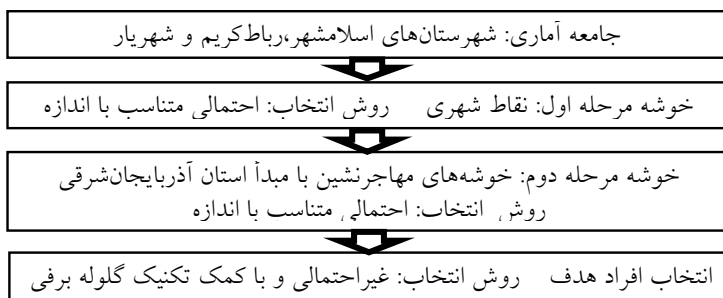 جامعه آماری: شهرستان‌های اسلامشهر،رباط‌کریم و شهریار
خوشه مرحله اول: نقاط شهری روش انتخاب: احتمالی متناسب با اندازه
خوشه مرحله دوم: خوشه‌های مهاجرنشین با مبدأ استان آذربایجان‌شرقی
روش انتخاب: احتمالی متناسب با اندازه
انتخاب افراد هدف روش انتخاب: غیراحتمالی و با کمک تکنیک گلوله برفی